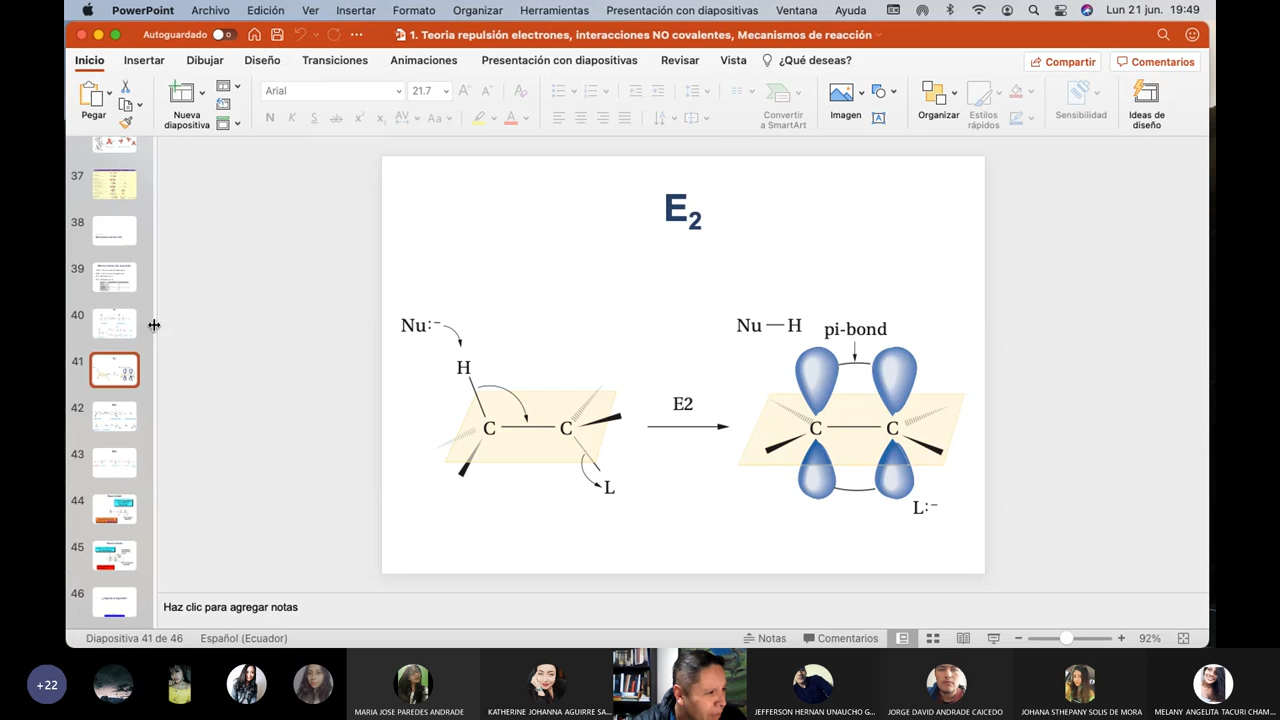 PowerPoint Archivo Edición Ver Insertar Formato Organizar Herramientas Presentación con diapositivas Ventana Ayuda Lun 21 jun. 19:49
Autoguardado 1. Teoria repulsión electrones, interacciones NO covalentes, Mecanismos de reacción
Inicio Insertar Dibujar Diseño Transiciones Animaciones Presentación con diapositivas Revisar Vista ¿Qué deseas? Compartir Comentarios
Arial 21.7
Pegar
Nueva diapositiva
N
Convertir a SmartArt
Imagen
Organizar
Estilos rápidos
Sensibilidad
Ideas de diseño
37
38
39
40
41
42
43
44
45
46
E2
Nu:− Nu—H pi-bond
H
E2
C C C C
L
L:−
Haz clic para agregar notas
Diapositiva 41 de 46 Español (Ecuador) Notas Comentarios 92%
+22
MARIA JOSE PAREDES ANDRADE
KATHERINE JOHANNA AGUIRRE SA...
JEFFERSON HERNAN UNAUCHO G...
JORGE DAVID ANDRADE CAICEDO
JOHANA STHEPANY SOLIS DE MORA
MELANY ANGELITA TACURI CHAM...